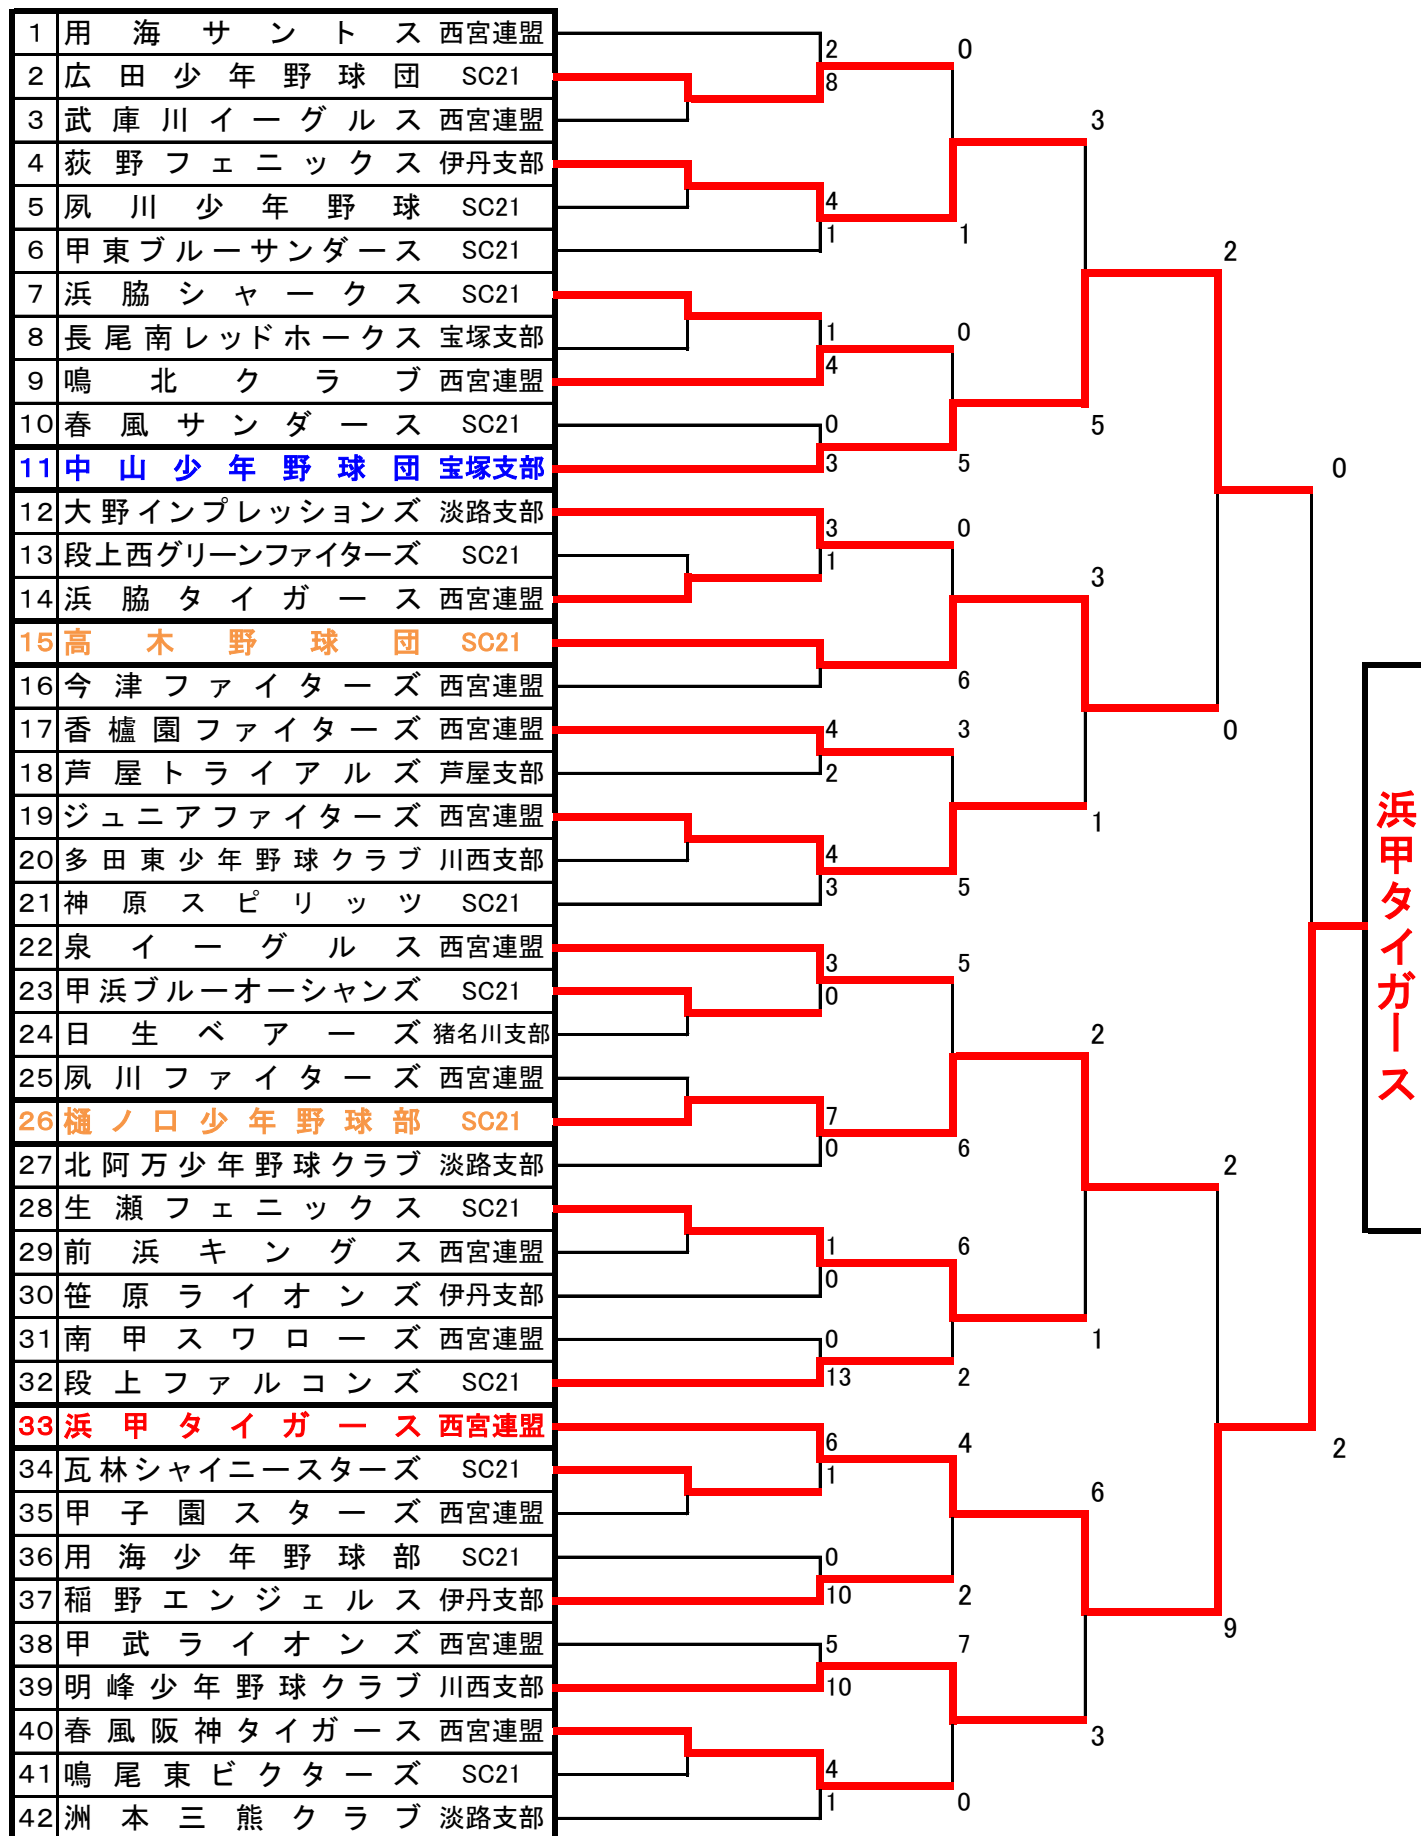 1 用海サントス 西宮連盟
2 広田少年野球団 SC21
3 武庫川イーグルス 西宮連盟
4 荻野フェニックス 伊丹支部
5 夙川少年野球 SC21
6 甲東ブルーサンダース SC21
7 浜脇シャークス SC21
8 長尾南レッドホークス 宝塚支部
9 鳴北クラブ 西宮連盟
10 春風サンダース SC21
11 中山少年野球団 宝塚支部
12 大野インプレッションズ 淡路支部
13 段上西グリーンファイターズ SC21
14 浜脇タイガース 西宮連盟
15 高木野球団 SC21
16 今津ファイターズ 西宮連盟
17 香櫨園ファイターズ 西宮連盟
18 芦屋トライアルズ 芦屋支部
19 ジュニアファイターズ 西宮連盟
20 多田東少年野球クラブ 川西支部
21 神原スピリッツ SC21
22 泉イーグルス 西宮連盟
23 甲浜ブルーオーシャンズ SC21
24 日生ベアーズ 猪名川支部
25 夙川ファイターズ 西宮連盟
26 樋ノ口少年野球部 SC21
27 北阿万少年野球クラブ 淡路支部
28 生瀬フェニックス SC21
29 前浜キングス 西宮連盟
30 笹原ライオンズ 伊丹支部
31 南甲スワローズ 西宮連盟
32 段上ファルコンズ SC21
33 浜甲タイガース 西宮連盟
34 瓦林シャイニースターズ SC21
35 甲子園スターズ 西宮連盟
36 用海少年野球部 SC21
37 稲野エンジェルス 伊丹支部
38 甲武ライオンズ 西宮連盟
39 明峰少年野球クラブ 川西支部
40 春風阪神タイガース 西宮連盟
41 鳴尾東ビクターズ SC21
42 洲本三熊クラブ 淡路支部
2
8
4
1
1
4
0
3
3
1
4
2
4
3
3
0
7
0
1
0
0
13
6
1
0
10
5
10
4
1
0
1
0
5
0
6
3
5
5
6
6
2
4
2
7
0
3
5
3
1
2
1
6
3
2
0
2
9
0
2
浜甲タイガース